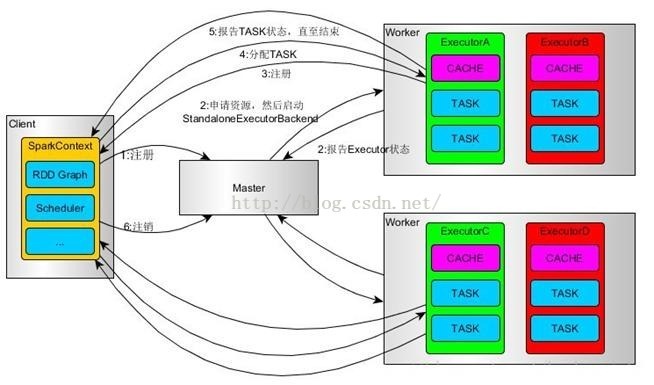 5:报告TASK状态，直至结束
4:分配TASK
3:注册
2:申请资源，然后启动
StandaloneExecutorBackend
1:注册
2:报告Executor状态
6:注销
Client
SparkContext
RDD Graph
Scheduler
...
Master
http://blog.csdn.net/
Worker
ExecutorA
CACHE
TASK
TASK
ExecutorB
CACHE
TASK
TASK
Worker
ExecutorC
CACHE
TASK
TASK
ExecutorD
CACHE
TASK
TASK